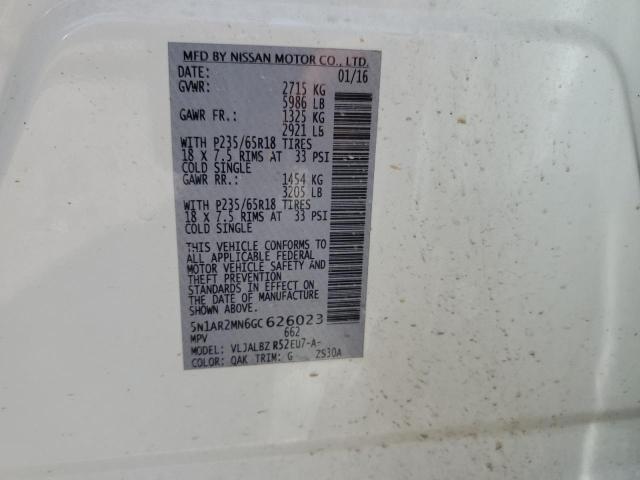 MFD BY NISSAN MOTOR CO., LTD.
DATE: 01/16
GVWR: 2715 KG
5986 LB
GAWR FR.: 1325 KG
2921 LB
WITH P235/65R18 TIRES
18 X 7.5 RIMS AT 33 PSI
COLD SINGLE
GAWR RR.: 1454 KG
3205 LB
WITH P235/65R18 TIRES
18 X 7.5 RIMS AT 33 PSI
COLD SINGLE
THIS VEHICLE CONFORMS TO
ALL APPLICABLE FEDERAL
MOTOR VEHICLE SAFETY AND
THEFT PREVENTION
STANDARDS IN EFFECT ON
THE DATE OF MANUFACTURE
SHOWN ABOVE.
5N1AR2MN6GC626023
MPV 662
MODEL: VLJALBZ R52EU7-A-
COLOR: QAK TRIM: G ZS30A